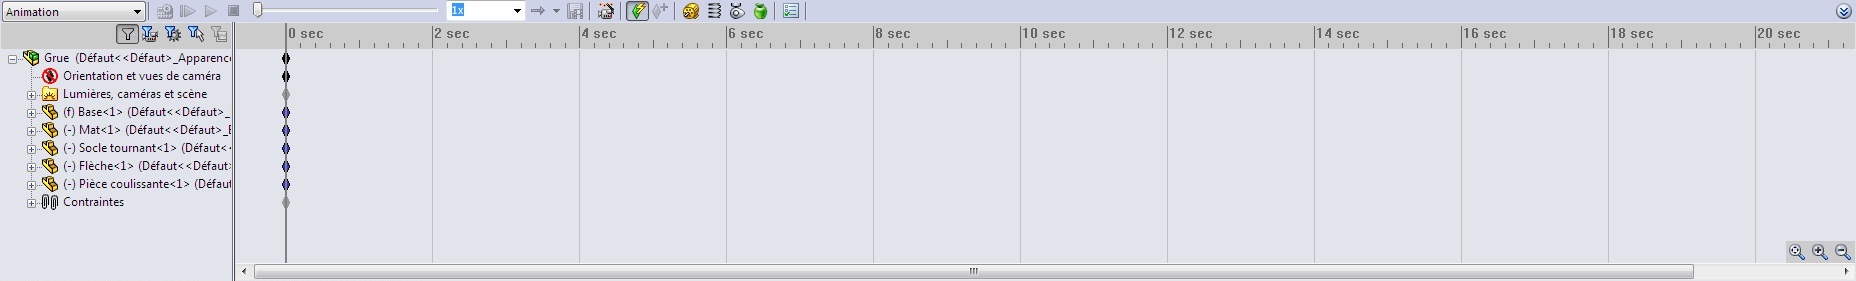 Animation 1x
0 sec 2 sec 4 sec 6 sec 8 sec 10 sec 12 sec 14 sec 16 sec 18 sec 20 sec
Grue (Défaut<<Défaut>_Apparenc
Orientation et vues de caméra
Lumières, caméras et scène
(f) Base<1> (Défaut<<Défaut>_
(-) Mat<1> (Défaut<<Défaut>_E
(-) Socle tournant<1> (Défaut<
(-) Flèche<1> (Défaut<<Défaut>
(-) Pièce coulissante<1> (Défaut
Contraintes